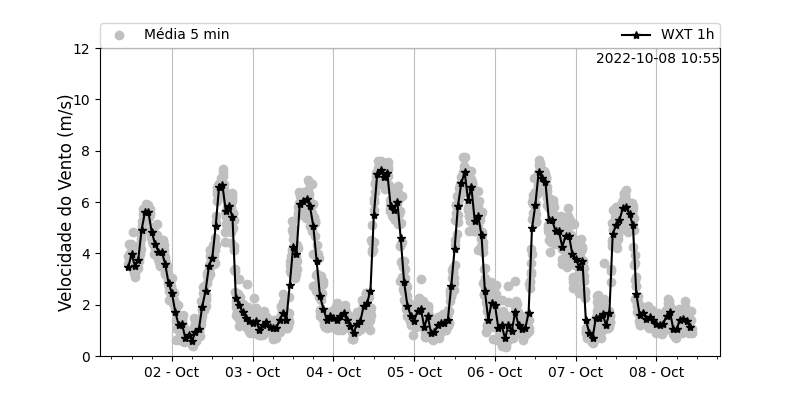 Média 5 min
WXT 1h
2022-10-08 10:55
Velocidade do Vento (m/s)
12
10
8
6
4
2
0
02 - Oct
03 - Oct
04 - Oct
05 - Oct
06 - Oct
07 - Oct
08 - Oct